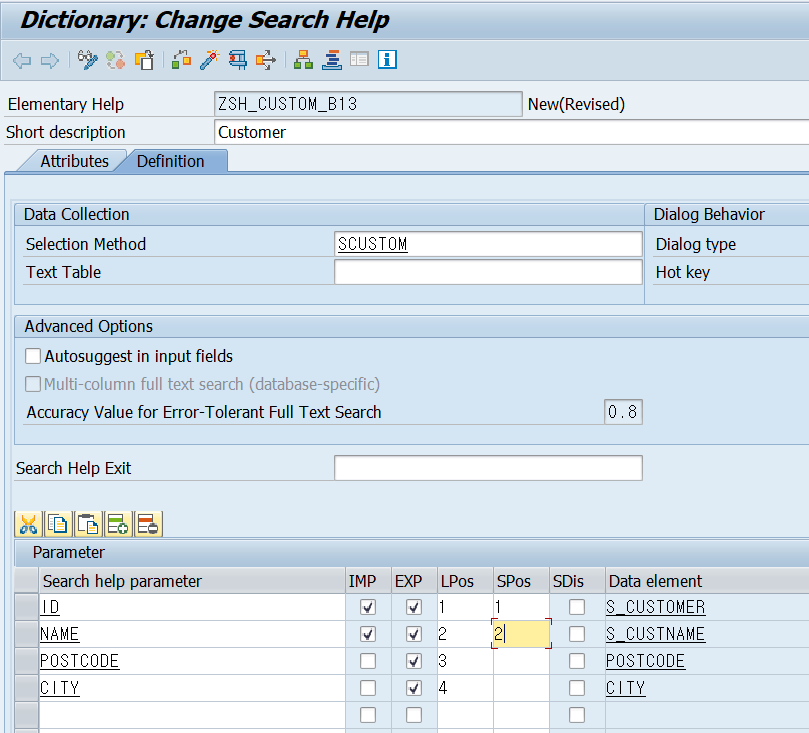 Dictionary: Change Search Help
Elementary Help ZSH_CUSTOM_B13 New(Revised)
Short description Customer
Attributes Definition
Data Collection Dialog Behavior
Selection Method SCUSTOM Dialog type
Text Table Hot key
Advanced Options
Autosuggest in input fields
Multi-column full text search (database-specific)
Accuracy Value for Error-Tolerant Full Text Search 0.8
Search Help Exit
Parameter
Search help parameter IMP EXP LPos SPos SDis Data element
ID 1 1 S_CUSTOMER
NAME 2 2 S_CUSTNAME
POSTCODE 3 POSTCODE
CITY 4 CITY